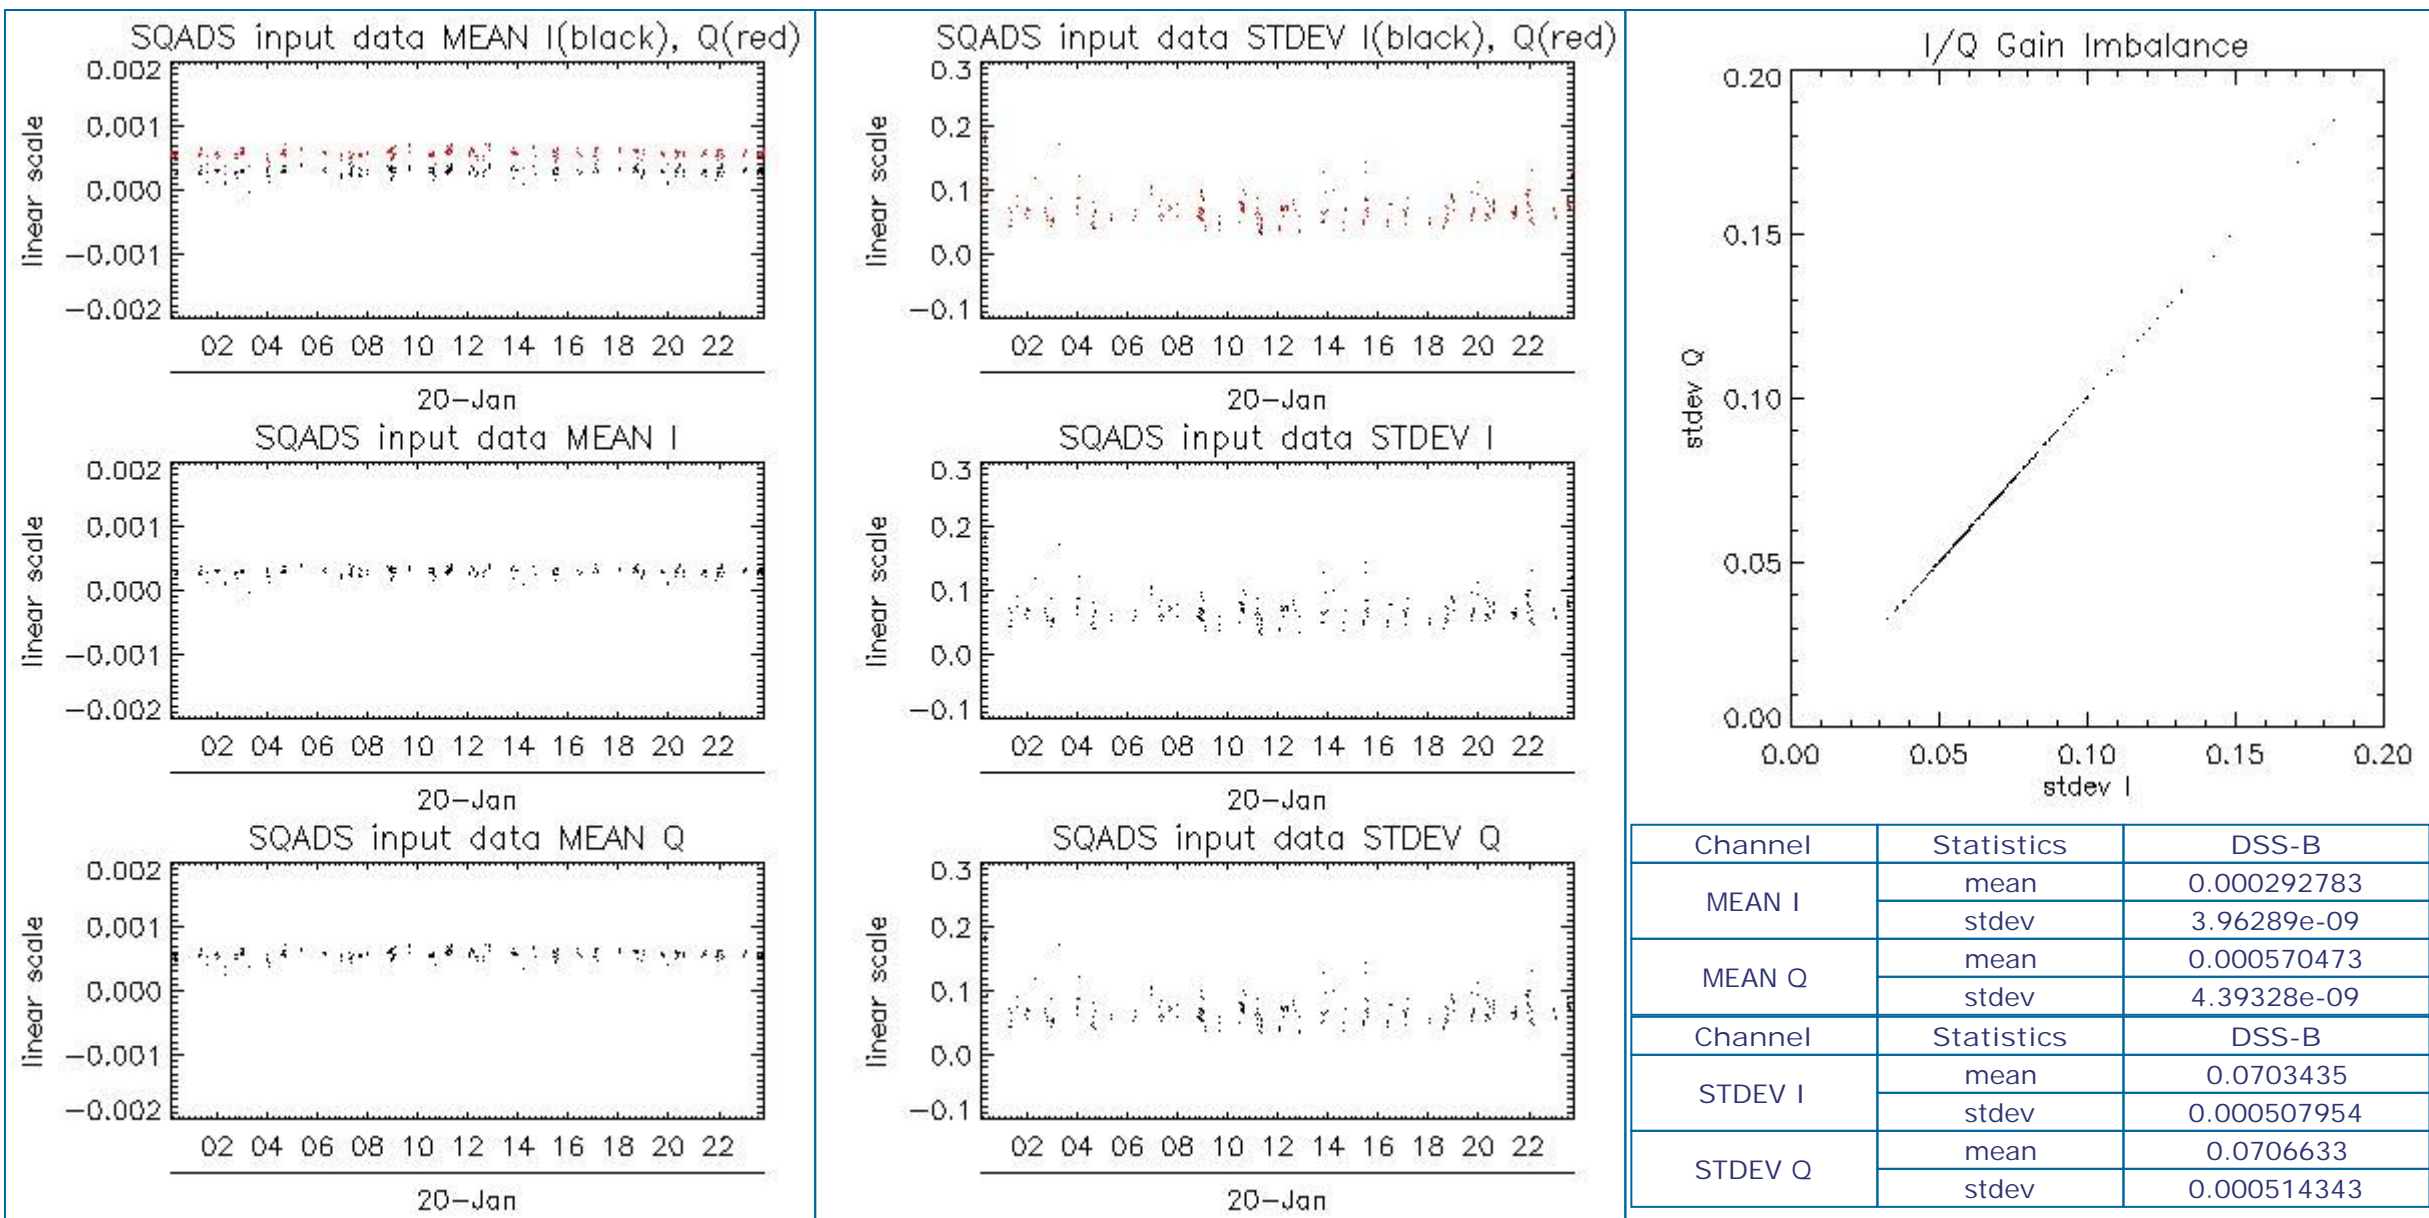 SQADS input data MEAN I(black), Q(red)
0.002
0.001
0.000
−0.001
−0.002
linear scale
02 04 06 08 10 12 14 16 18 20 22
20−Jan
SQADS input data MEAN I
0.002
0.001
0.000
−0.001
−0.002
linear scale
02 04 06 08 10 12 14 16 18 20 22
20−Jan
SQADS input data MEAN Q
0.002
0.001
0.000
−0.001
−0.002
linear scale
02 04 06 08 10 12 14 16 18 20 22
20−Jan
SQADS input data STDEV I(black), Q(red)
0.3
0.2
0.1
0.0
−0.1
linear scale
02 04 06 08 10 12 14 16 18 20 22
20−Jan
SQADS input data STDEV I
0.3
0.2
0.1
0.0
−0.1
linear scale
02 04 06 08 10 12 14 16 18 20 22
20−Jan
SQADS input data STDEV Q
0.3
0.2
0.1
0.0
−0.1
linear scale
02 04 06 08 10 12 14 16 18 20 22
20−Jan
I/Q Gain Imbalance
0.20
0.15
0.10
0.05
0.00
stdev Q
0.00 0.05 0.10 0.15 0.20
stdev I
Channel Statistics DSS-B
MEAN I mean 0.000292783
stdev 3.96289e-09
MEAN Q mean 0.000570473
stdev 4.39328e-09
Channel Statistics DSS-B
STDEV I mean 0.0703435
stdev 0.000507954
STDEV Q mean 0.0706633
stdev 0.000514343